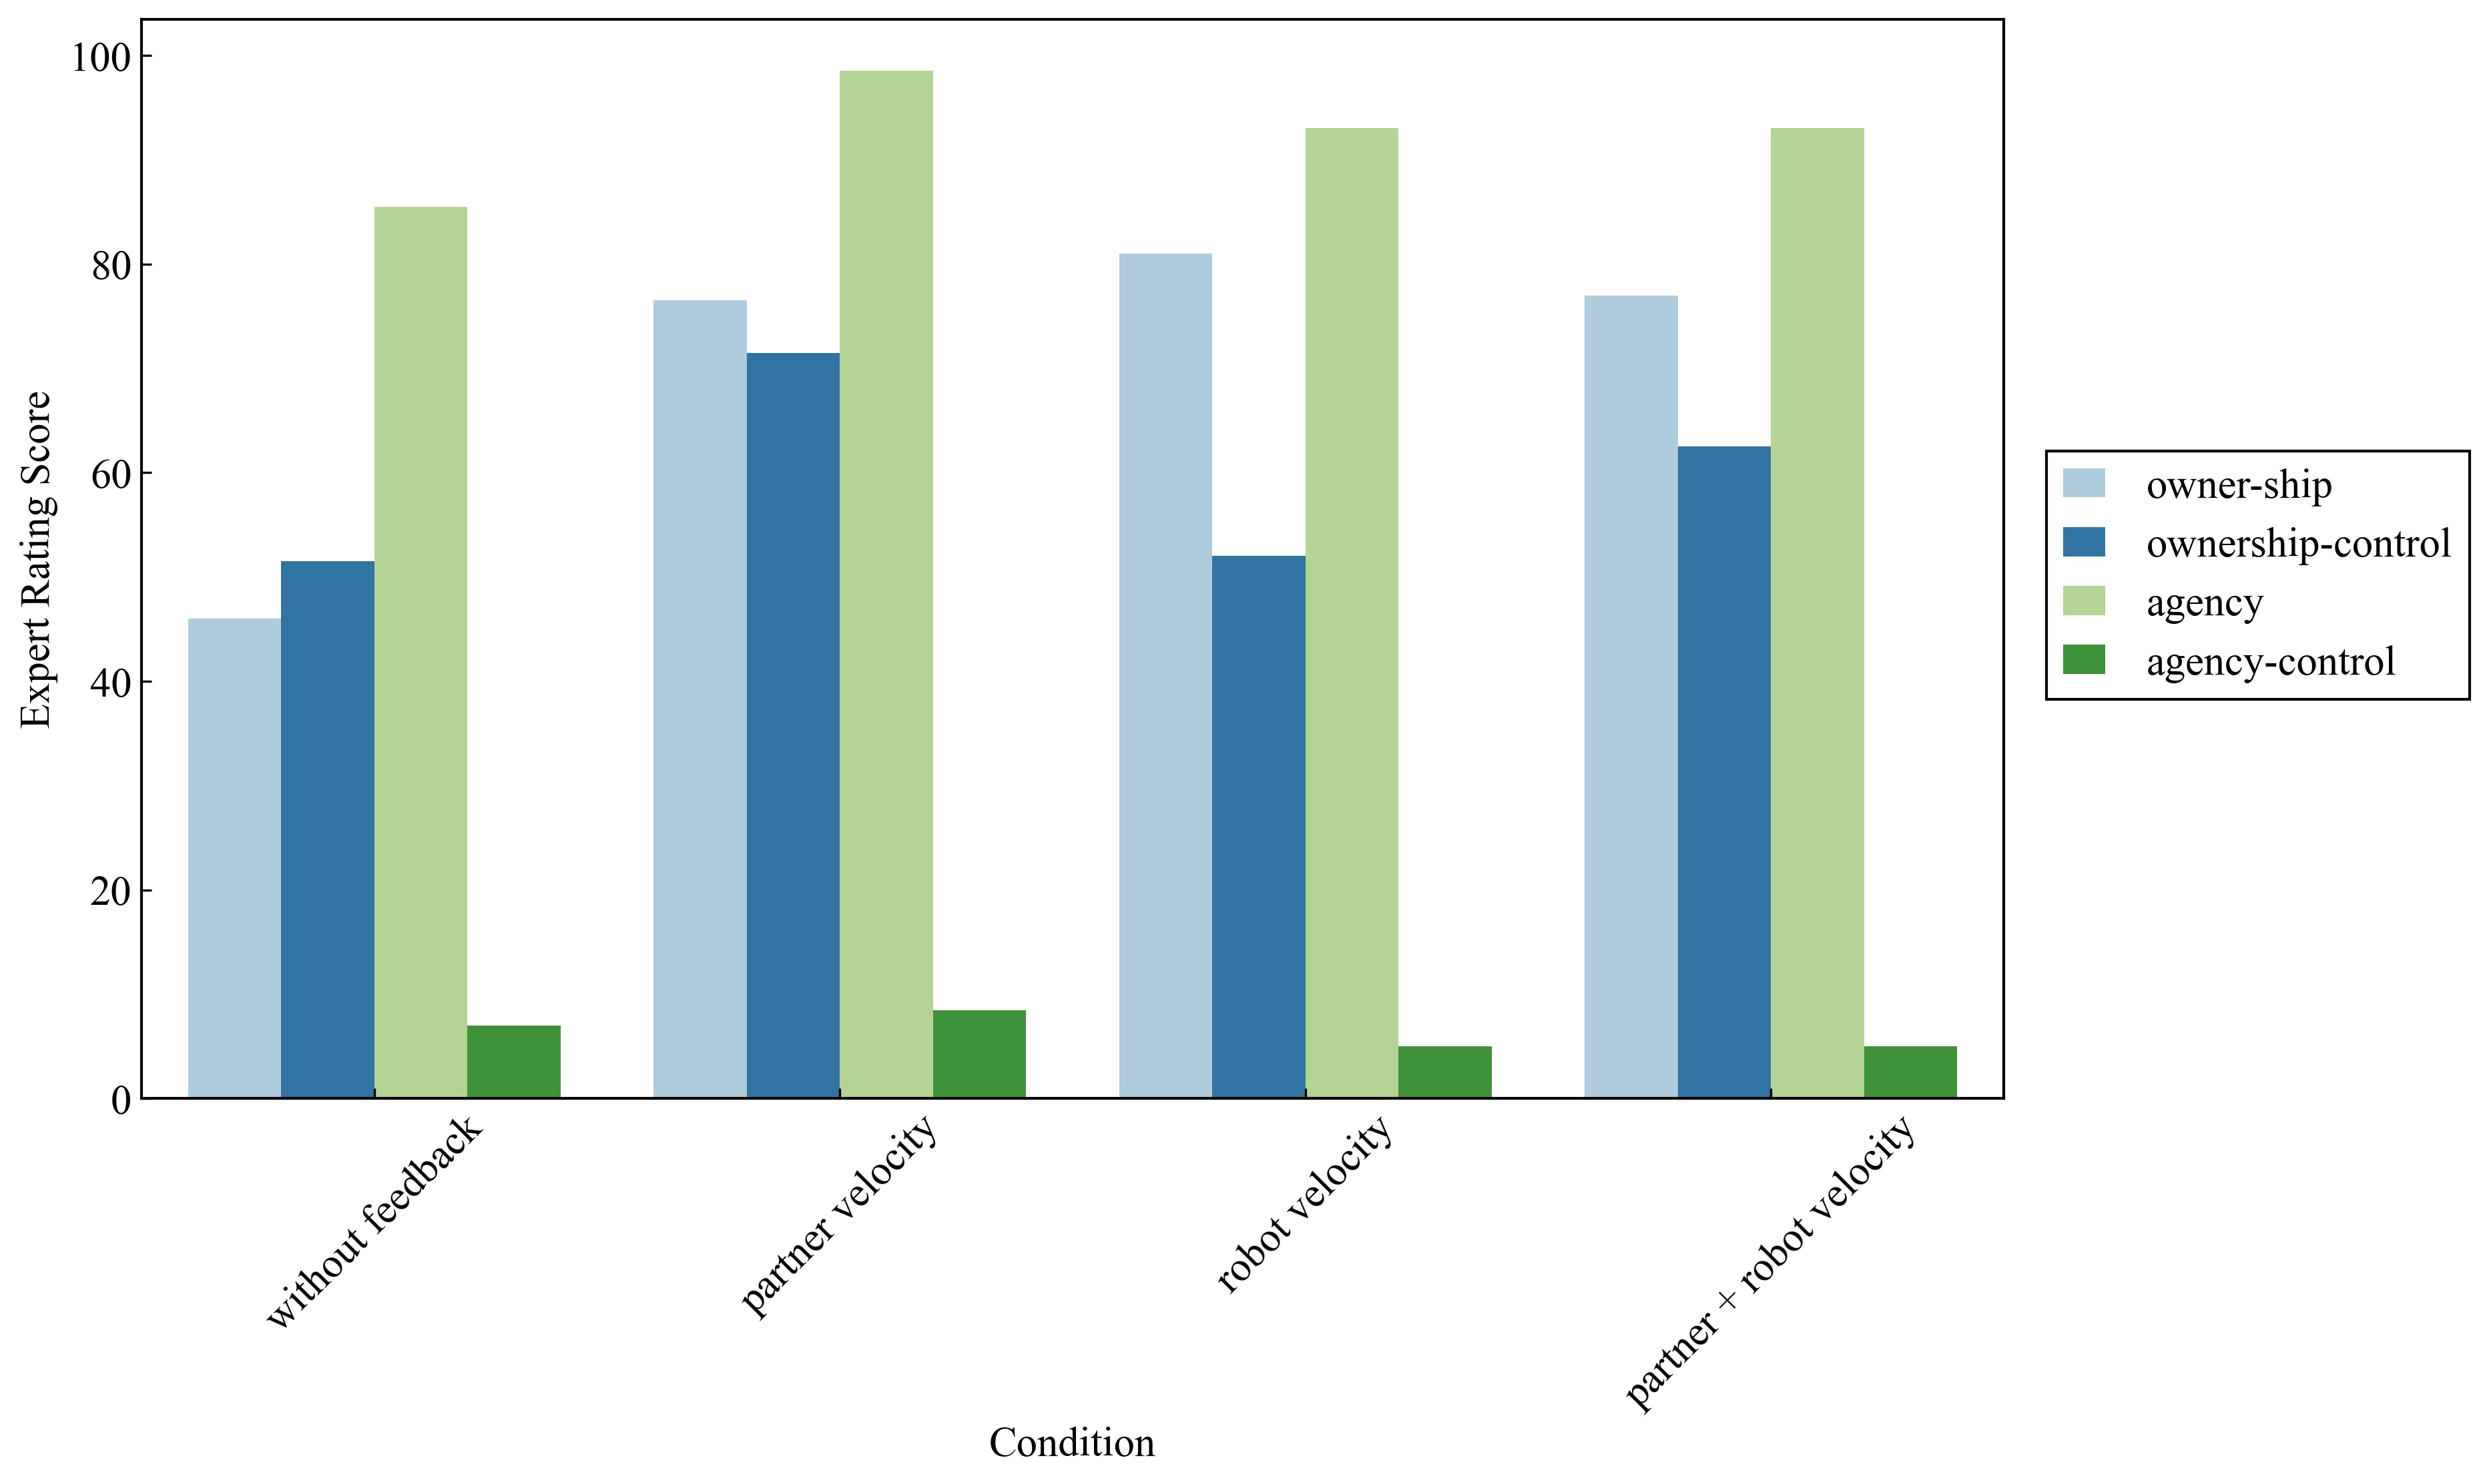 Expert Rating Score
100
80
60
40
20
0
without feedback
partner velocity
robot velocity
partner + robot velocity
Condition
owner-ship
ownership-control
agency
agency-control